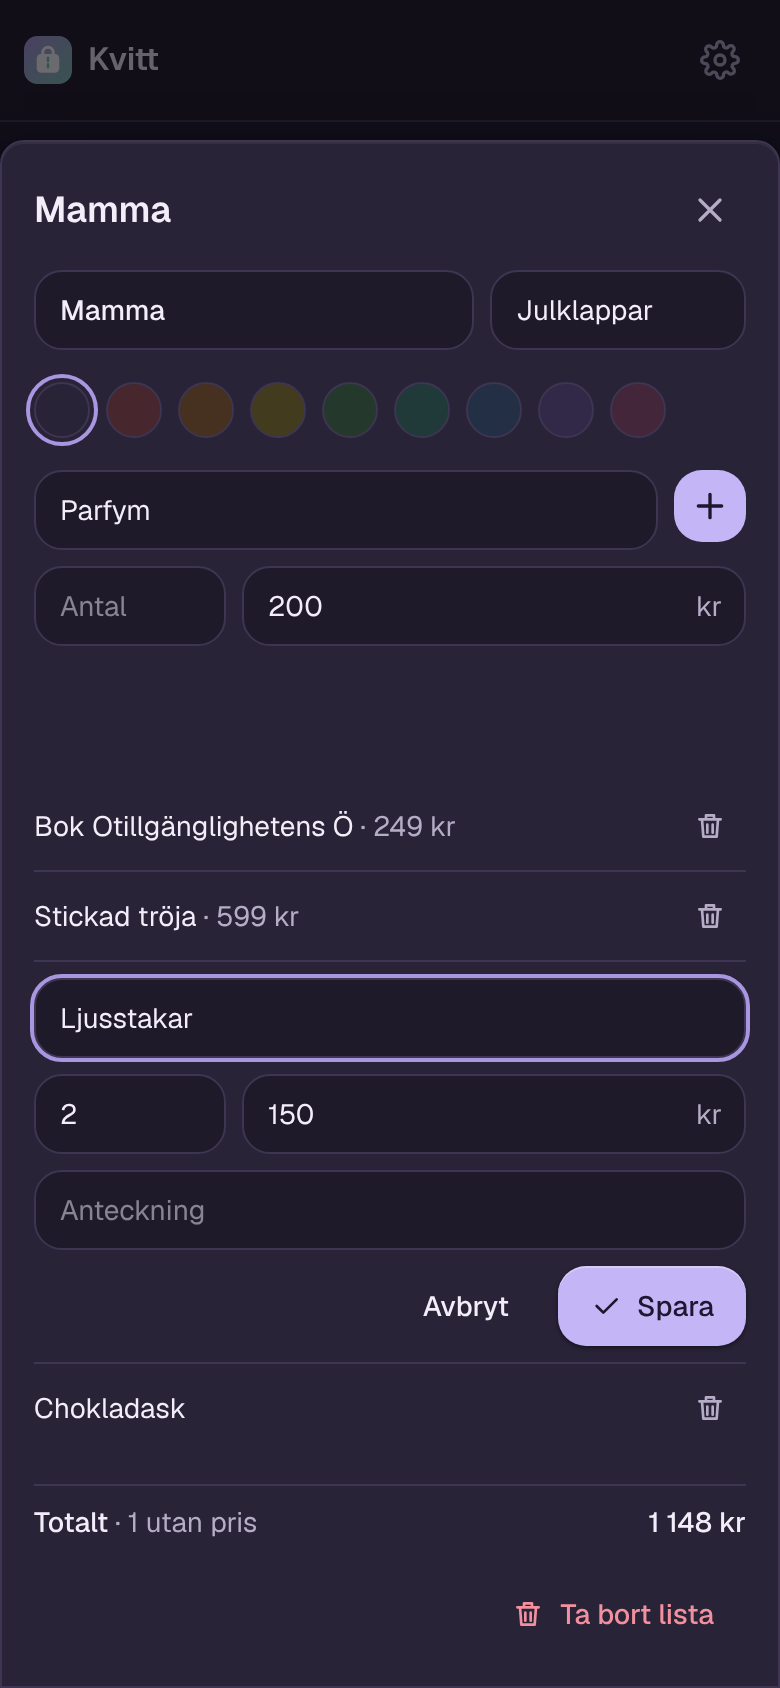 Kvitt
Mamma
Mamma
Julklappar
Parfym
Antal
200 kr
Bok Otillgänglighetens Ö · 249 kr
Stickad tröja · 599 kr
Ljusstakar
2
150 kr
Anteckning
Avbryt
Spara
Chokladask
Totalt · 1 utan pris
1 148 kr
Ta bort lista